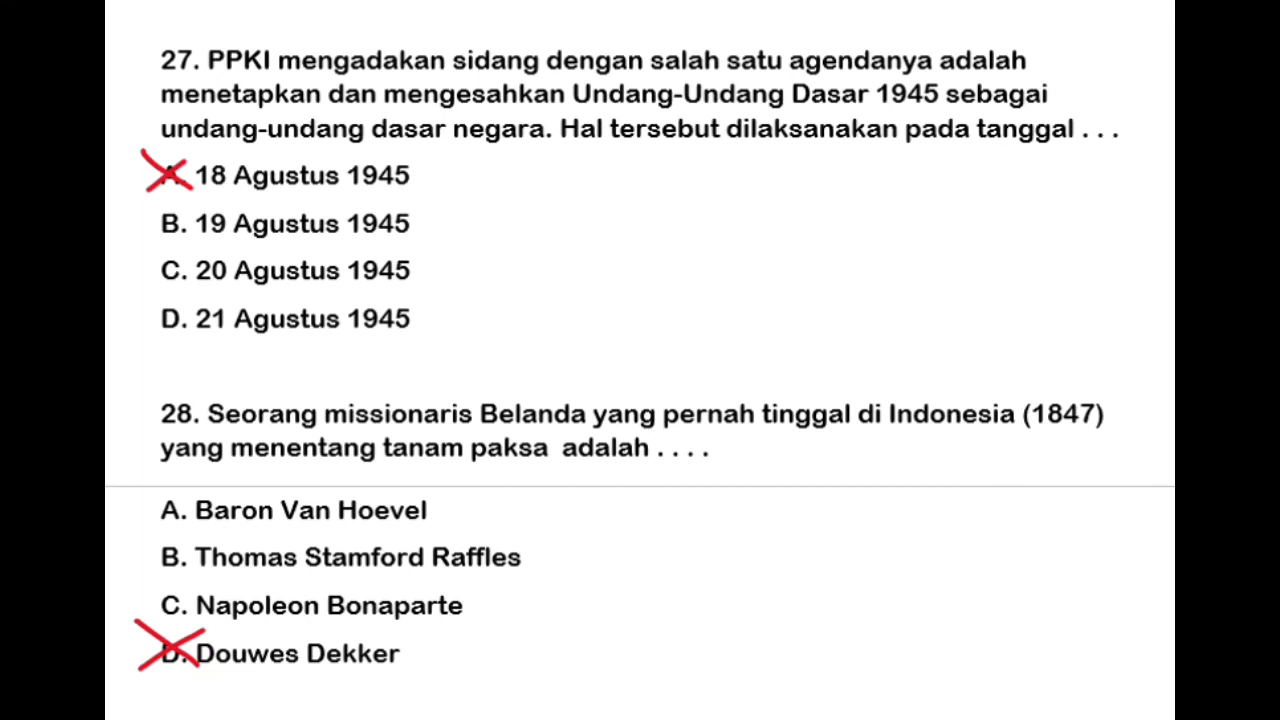 27. PPKI mengadakan sidang dengan salah satu agendanya adalah
menetapkan dan mengesahkan Undang-Undang Dasar 1945 sebagai
undang-undang dasar negara. Hal tersebut dilaksanakan pada tanggal . . .
A. 18 Agustus 1945
B. 19 Agustus 1945
C. 20 Agustus 1945
D. 21 Agustus 1945
28. Seorang missionaris Belanda yang pernah tinggal di Indonesia (1847)
yang menentang tanam paksa  adalah . . . .
A. Baron Van Hoevel
B. Thomas Stamford Raffles
C. Napoleon Bonaparte
D. Douwes Dekker